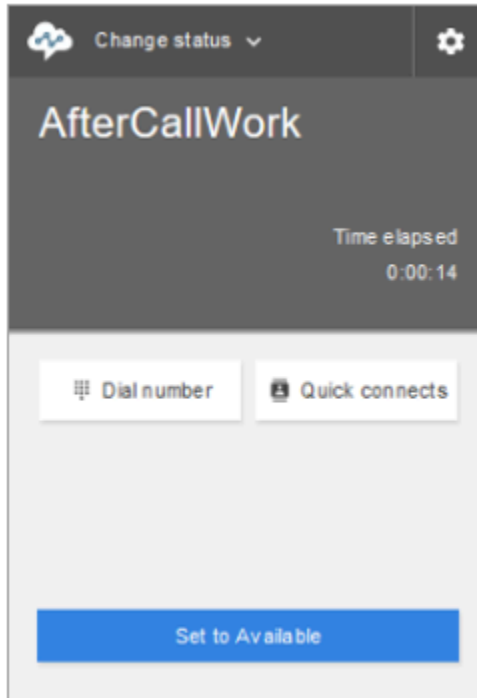 Change status
AfterCallWork
Time elapsed
0:00:14
Dial number
Quick connects
Set to Available